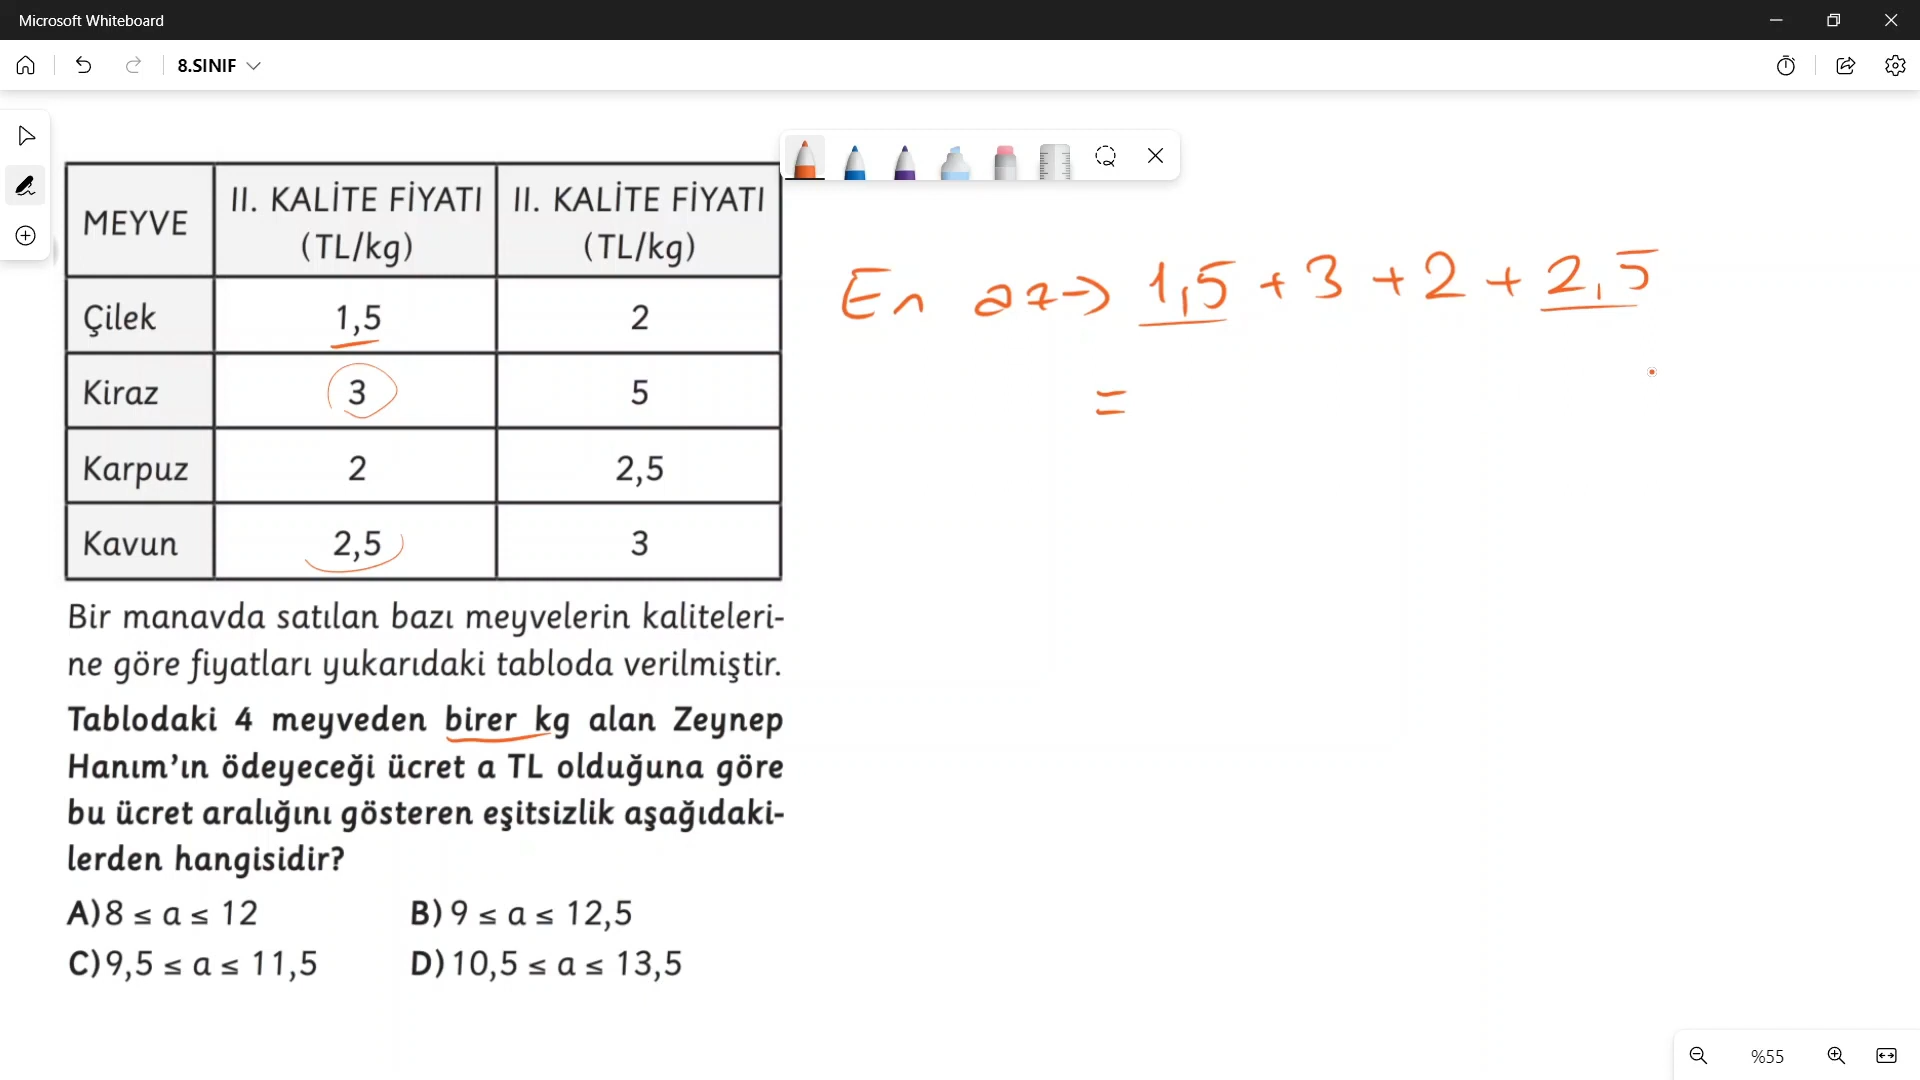 Microsoft Whiteboard
8.SINIF
MEYVE
II. KALİTE FİYATI
(TL/kg)
II. KALİTE FİYATI
(TL/kg)
Çilek 1,5 2
Kiraz 3 5
Karpuz 2 2,5
Kavun 2,5 3
En az→ 1,5 + 3 + 2 + 2,5
=
Bir manavda satılan bazı meyvelerin kaliteleri-
ne göre fiyatları yukarıdaki tabloda verilmiştir.
Tablodaki 4 meyveden birer kg alan Zeynep
Hanım’ın ödeyeceği ücret a TL olduğuna göre
bu ücret aralığını gösteren eşitsizlik aşağıdaki-
lerden hangisidir?
A) 8 ≤ a ≤ 12 B) 9 ≤ a ≤ 12,5
C) 9,5 ≤ a ≤ 11,5 D) 10,5 ≤ a ≤ 13,5
%55